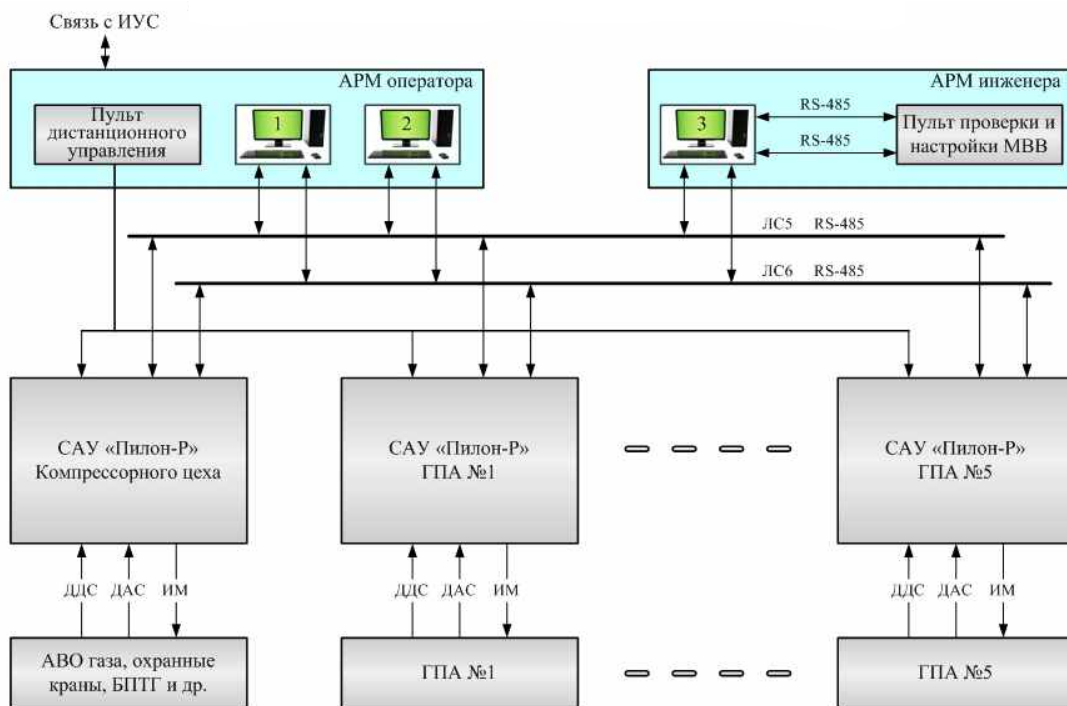 Связь с ИУС
АРМ оператора
Пульт
дистанционного
управления
1
2
АРМ инженера
3
RS-485
RS-485
Пульт проверки и
настройки МВВ
ЛС5 RS-485
ЛС6 RS-485
САУ «Пилон-Р»
Компрессорного цеха
САУ «Пилон-Р»
ГПА №1
САУ «Пилон-Р»
ГПА №5
ДДС ДАС ИМ
ДДС ДАС ИМ
ДДС ДАС ИМ
АВО газа, охранные
краны, БПТГ и др.
ГПА №1
ГПА №5